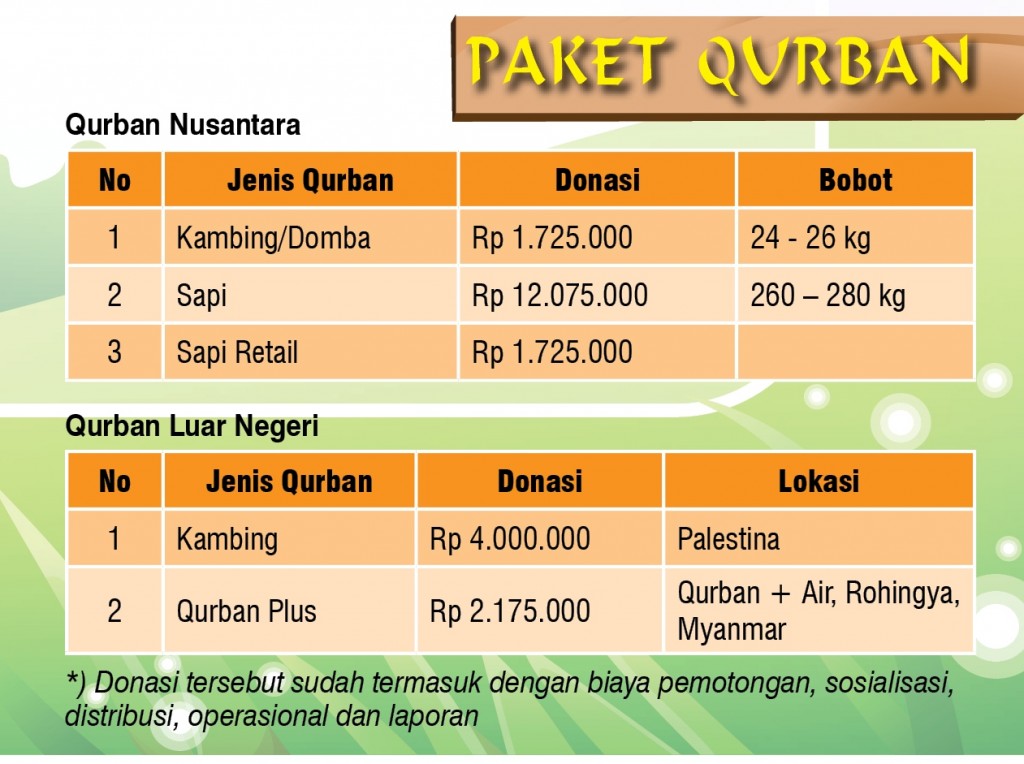 PAKET QURBAN
Qurban Nusantara
No Jenis Qurban Donasi Bobot
1 Kambing/Domba Rp 1.725.000 24 - 26 kg
2 Sapi Rp 12.075.000 260 – 280 kg
3 Sapi Retail Rp 1.725.000
Qurban Luar Negeri
No Jenis Qurban Donasi Lokasi
1 Kambing Rp 4.000.000 Palestina
2 Qurban Plus Rp 2.175.000 Qurban + Air, Rohingya,
Myanmar
*) Donasi tersebut sudah termasuk dengan biaya pemotongan, sosialisasi,
distribusi, operasional dan laporan